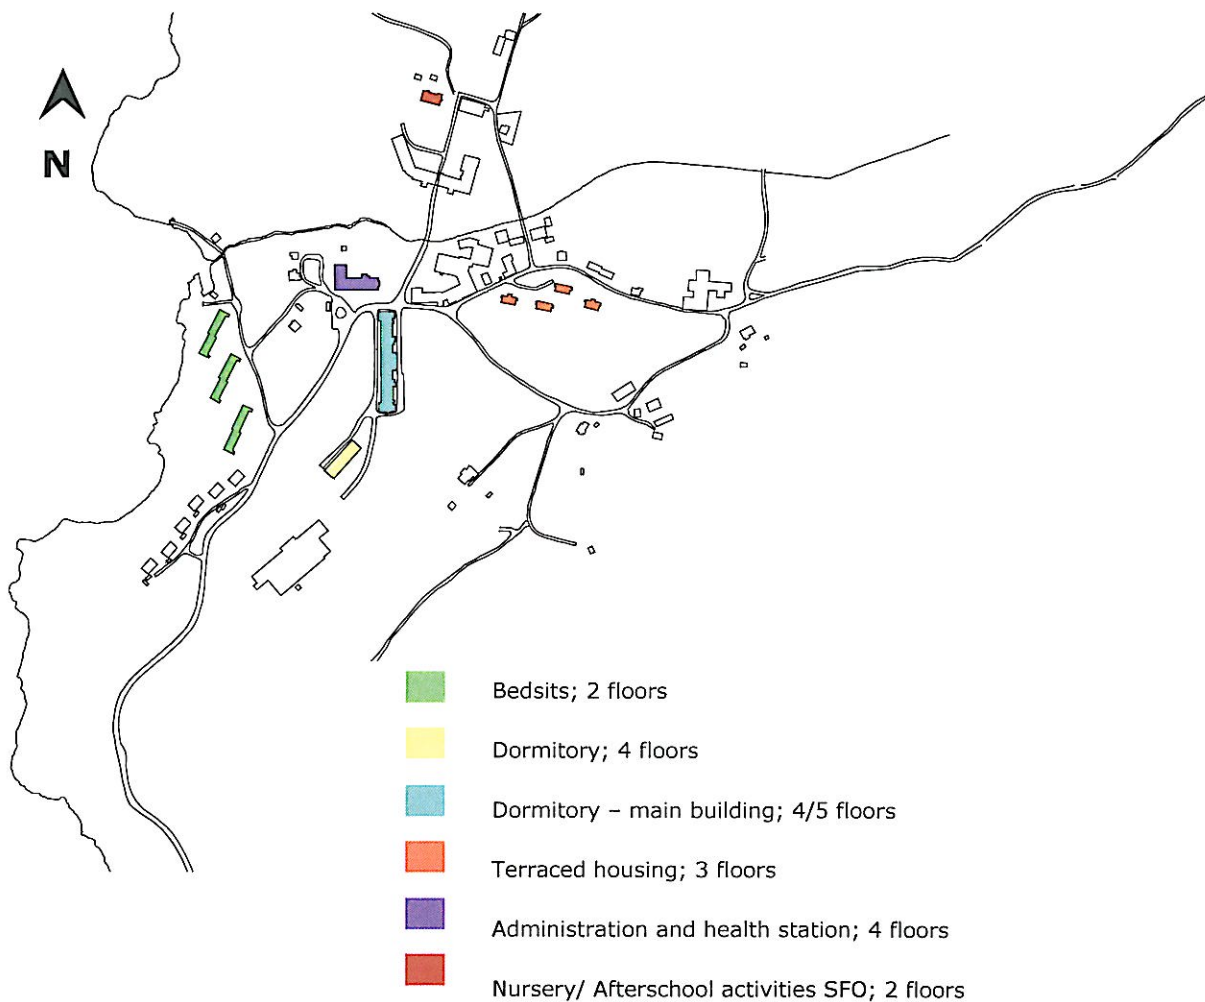 N
Bedsits; 2 floors
Dormitory; 4 floors
Dormitory – main building; 4/5 floors
Terraced housing; 3 floors
Administration and health station; 4 floors
Nursery/ Afterschool activities SFO; 2 floors